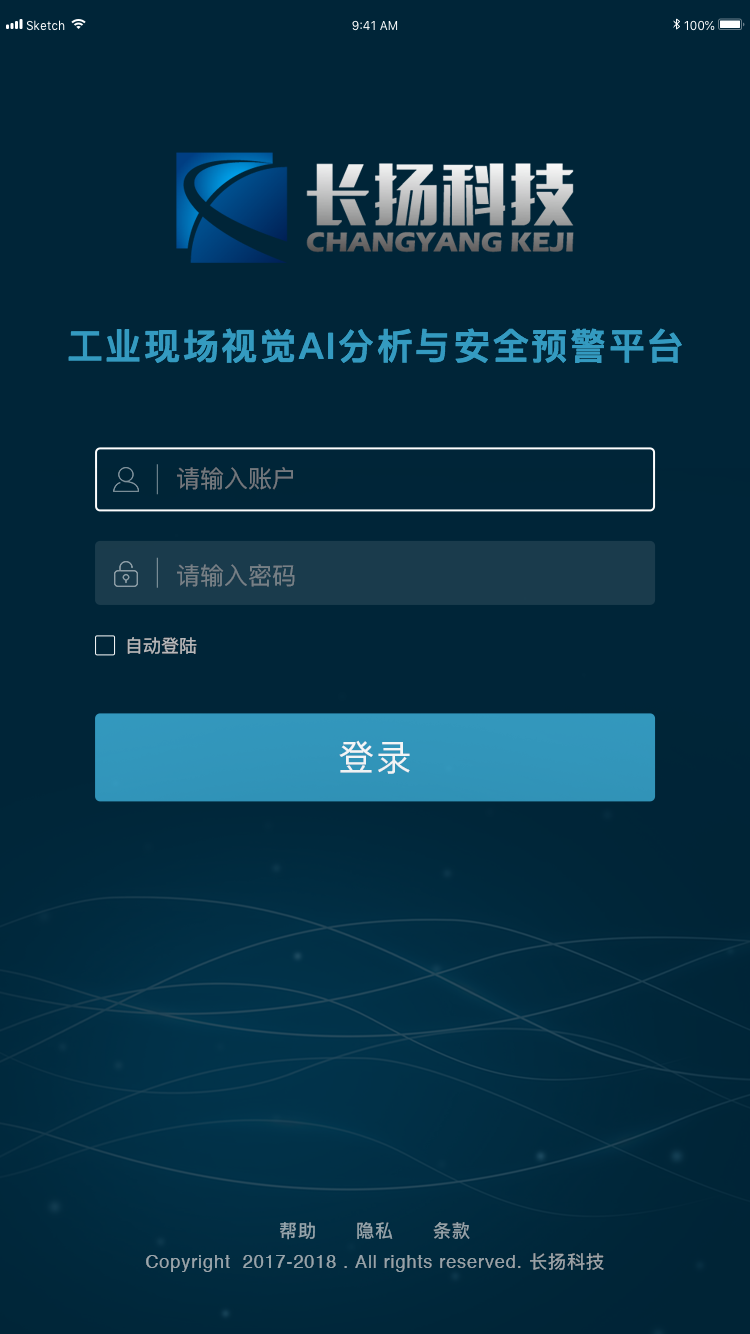 Sketch 9:41 AM 100%
长扬科技
CHANGYANG KEJI
工业现场视觉AI分析与安全预警平台
请输入账户
请输入密码
自动登陆
登录
帮助 隐私 条款
Copyright 2017-2018 . All rights reserved. 长扬科技